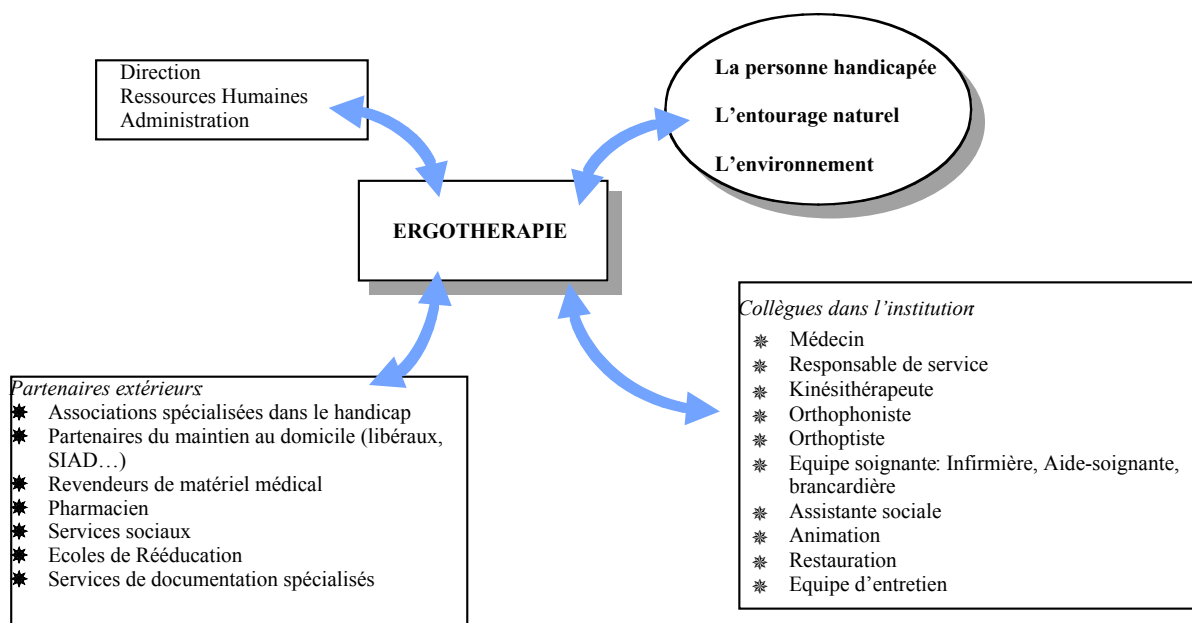 Direction
Ressources Humaines
Administration
La personne handicapée
L'entourage naturel
L'environnement
ERGOTHERAPIE
Partenaires extérieurs:
Associations spécialisées dans le handicap
Partenaires du maintien au domicile (libéraux,
SIAD…)
Revendeurs de matériel médical
Pharmacien
Services sociaux
Ecoles de Rééducation
Services de documentation spécialisés
Collègues dans l'institution:
Médecin
Responsable de service
Kinésithérapeute
Orthophoniste
Orthoptiste
Equipe soignante: Infirmière, Aide-soignante,
brancardière
Assistante sociale
Animation
Restauration
Equipe d'entretien